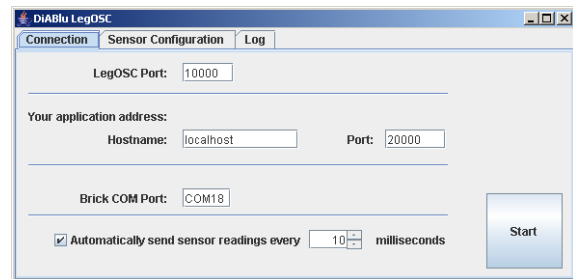 DiABlu LegOSC
Connection Sensor Configuration Log
LegOSC Port: 10000
Your application address:
Hostname: localhost Port: 20000
Brick COM Port: COM18
Automatically send sensor readings every 10 milliseconds
Start